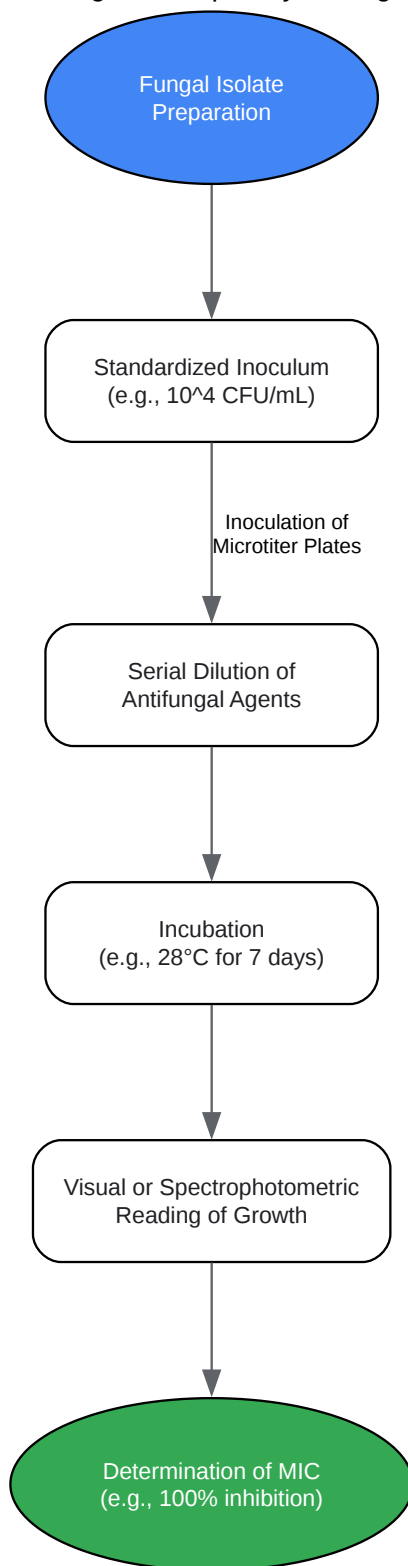 Fungal Isolate
Preparation
Standardized Inoculum
(e.g., 10^4 CFU/mL)
Inoculation of
Microtiter Plates
Serial Dilution of
Antifungal Agents
Incubation
(e.g., 28°C for 7 days)
Visual or Spectrophotometric
Reading of Growth
Determination of MIC
(e.g., 100% inhibition)